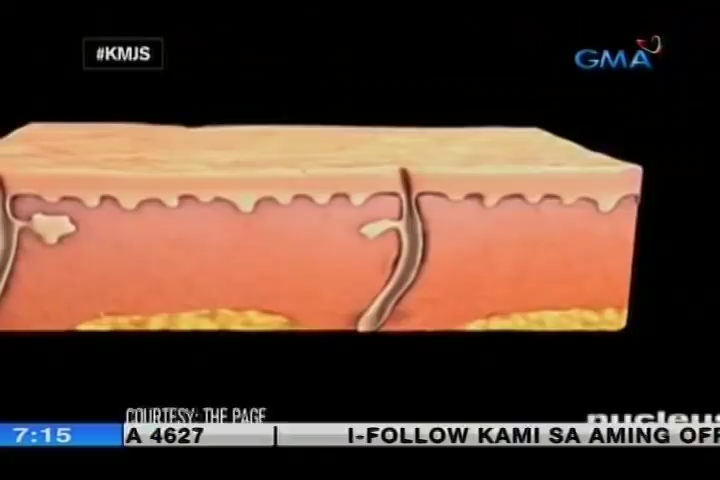 #KMJS
GMA
COURTESY: THE PAGE
nucleus
7:15
A 4627 | I-FOLLOW KAMI SA AMING OFF